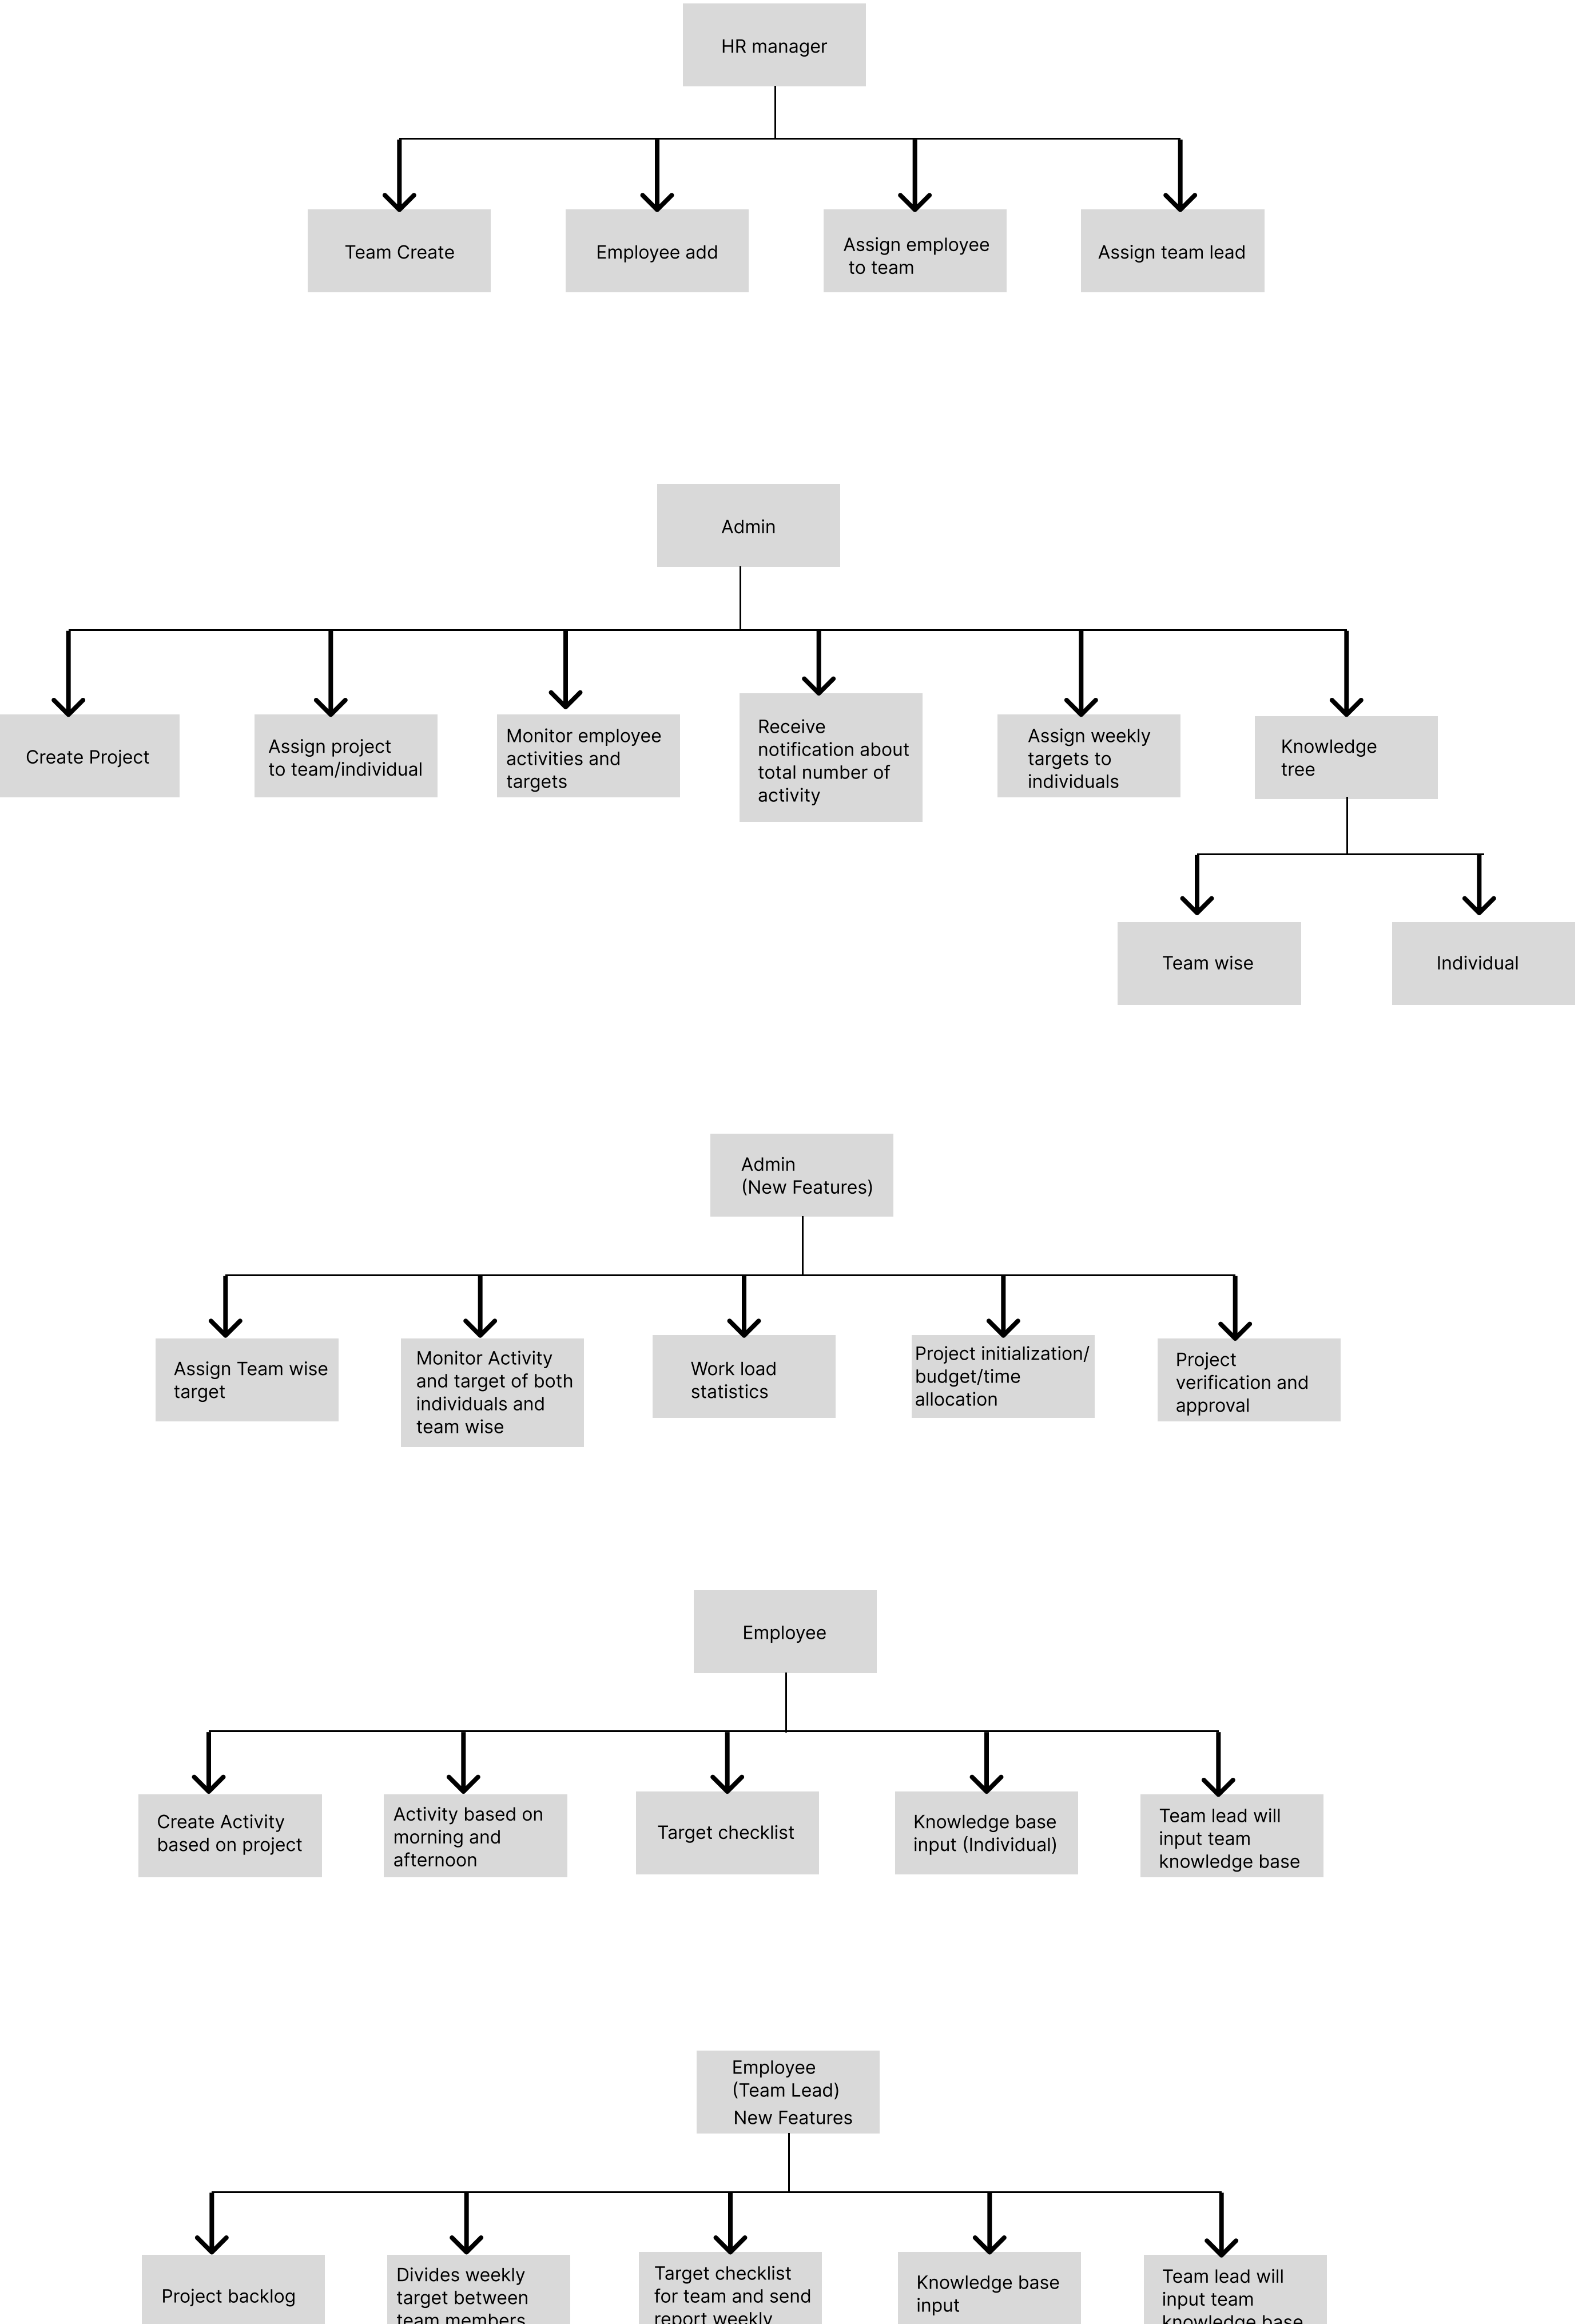 HR manager
Team Create
Employee add
Assign employee
to team
Assign team lead
Admin
Create Project
Assign project
to team/individual
Monitor employee
activities and
targets
Receive
notification about
total number of
activity
Assign weekly
targets to
individuals
Knowledge
tree
Team wise
Individual
Admin
(New Features)
Assign Team wise
target
Monitor Activity
and target of both
individuals and
team wise
Work load
statistics
Project initialization/
budget/time
allocation
Project
verification and
approval
Employee
Create Activity
based on project
Activity based on
morning and
afternoon
Target checklist
Knowledge base
input (Individual)
Team lead will
input team
knowledge base
Employee
(Team Lead)
New Features
Project backlog
Divides weekly
target between
team members
Target checklist
for team and send
report weekly
Knowledge base
input
Team lead will
input team
knowledge base